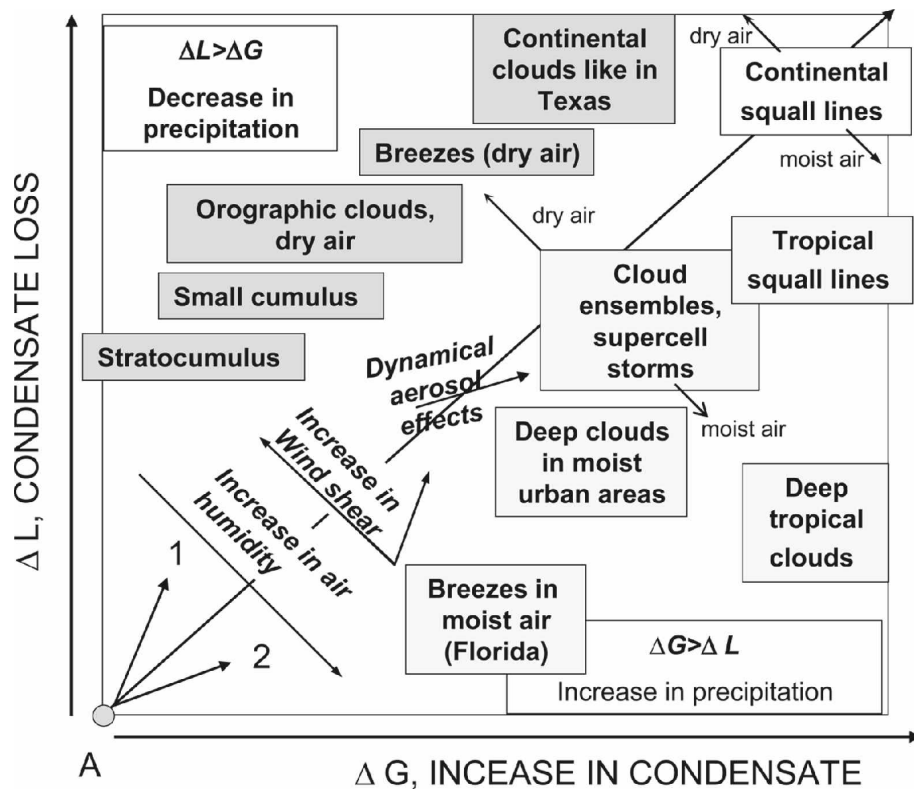 ΔL>ΔG
Decrease in
precipitation
Continental
clouds like in
Texas
dry air
Continental
squall lines
moist air
Breezes (dry air)
Orographic clouds,
dry air
dry air
Tropical
squall lines
Small cumulus
Cloud
ensembles,
supercell
storms
Stratocumulus
Dynamical
aerosol
effects
moist air
Increase in
Wind shear
Deep clouds
in moist
urban areas
Deep
tropical
clouds
Increase in air
humidity
1
2
Breezes in
moist air
(Florida)
ΔG>Δ L
Increase in precipitation
Δ L, CONDENSATE LOSS
A
Δ G, INCEASE IN CONDENSATE